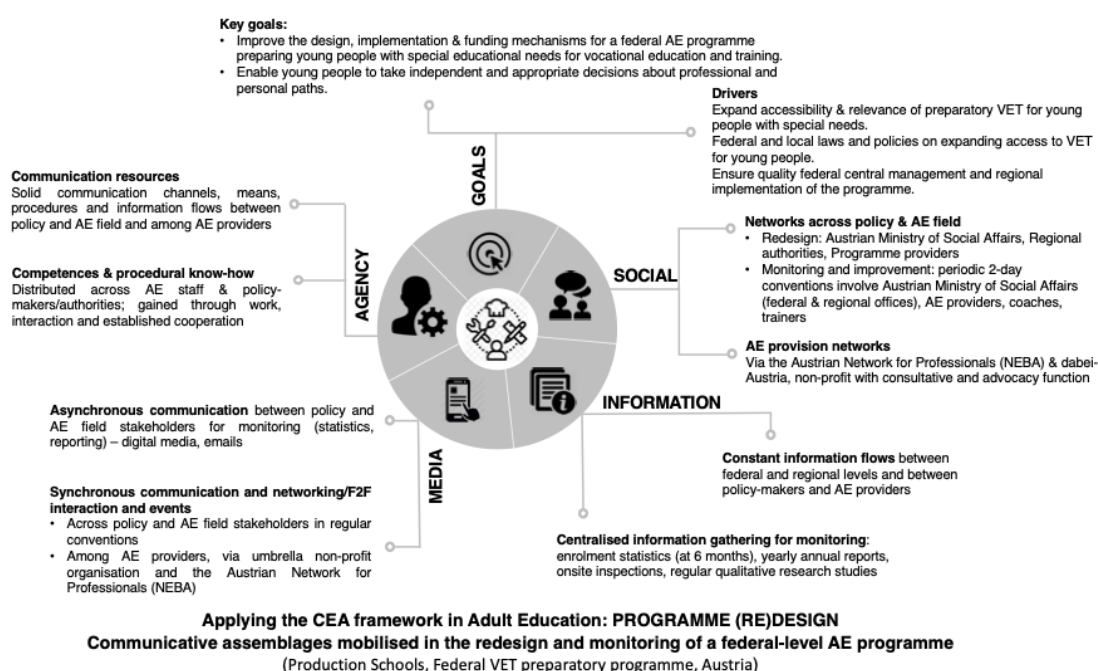 Key goals:
• Improve the design, implementation & funding mechanisms for a federal AE programme
preparing young people with special educational needs for vocational education and training.
• Enable young people to take independent and appropriate decisions about professional and
personal paths.
Drivers
Expand accessibility & relevance of preparatory VET for young
people with special needs.
Federal and local laws and policies on expanding access to VET
for young people.
Ensure quality federal central management and regional
implementation of the programme.
GOALS
Communication resources
Solid communication channels, means,
procedures and information flows between
policy and AE field and among AE providers
Competences & procedural know-how
Distributed across AE staff & policy-
makers/authorities; gained through work,
interaction and established cooperation
AGENCY
SOCIAL
Networks across policy & AE field
• Redesign: Austrian Ministry of Social Affairs, Regional
authorities, Programme providers
• Monitoring and improvement: periodic 2-day
conventions involve Austrian Ministry of Social Affairs
(federal & regional offices), AE providers, coaches,
trainers
AE provision networks
Via the Austrian Network for Professionals (NEBA) & dabei-
Austria, non-profit with consultative and advocacy function
INFORMATION
Constant information flows between
federal and regional levels and between
policy-makers and AE providers
Centralised information gathering for monitoring:
enrolment statistics (at 6 months), yearly annual reports,
onsite inspections, regular qualitative research studies
MEDIA
Asynchronous communication between policy and
AE field stakeholders for monitoring (statistics,
reporting) – digital media, emails
Synchronous communication and networking/F2F
interaction and events
• Across policy and AE field stakeholders in regular
conventions
• Among AE providers, via umbrella non-profit
organisation and the Austrian Network for
Professionals (NEBA)
Applying the CEA framework in Adult Education: PROGRAMME (RE)DESIGN
Communicative assemblages mobilised in the redesign and monitoring of a federal-level AE programme
(Production Schools, Federal VET preparatory programme, Austria)